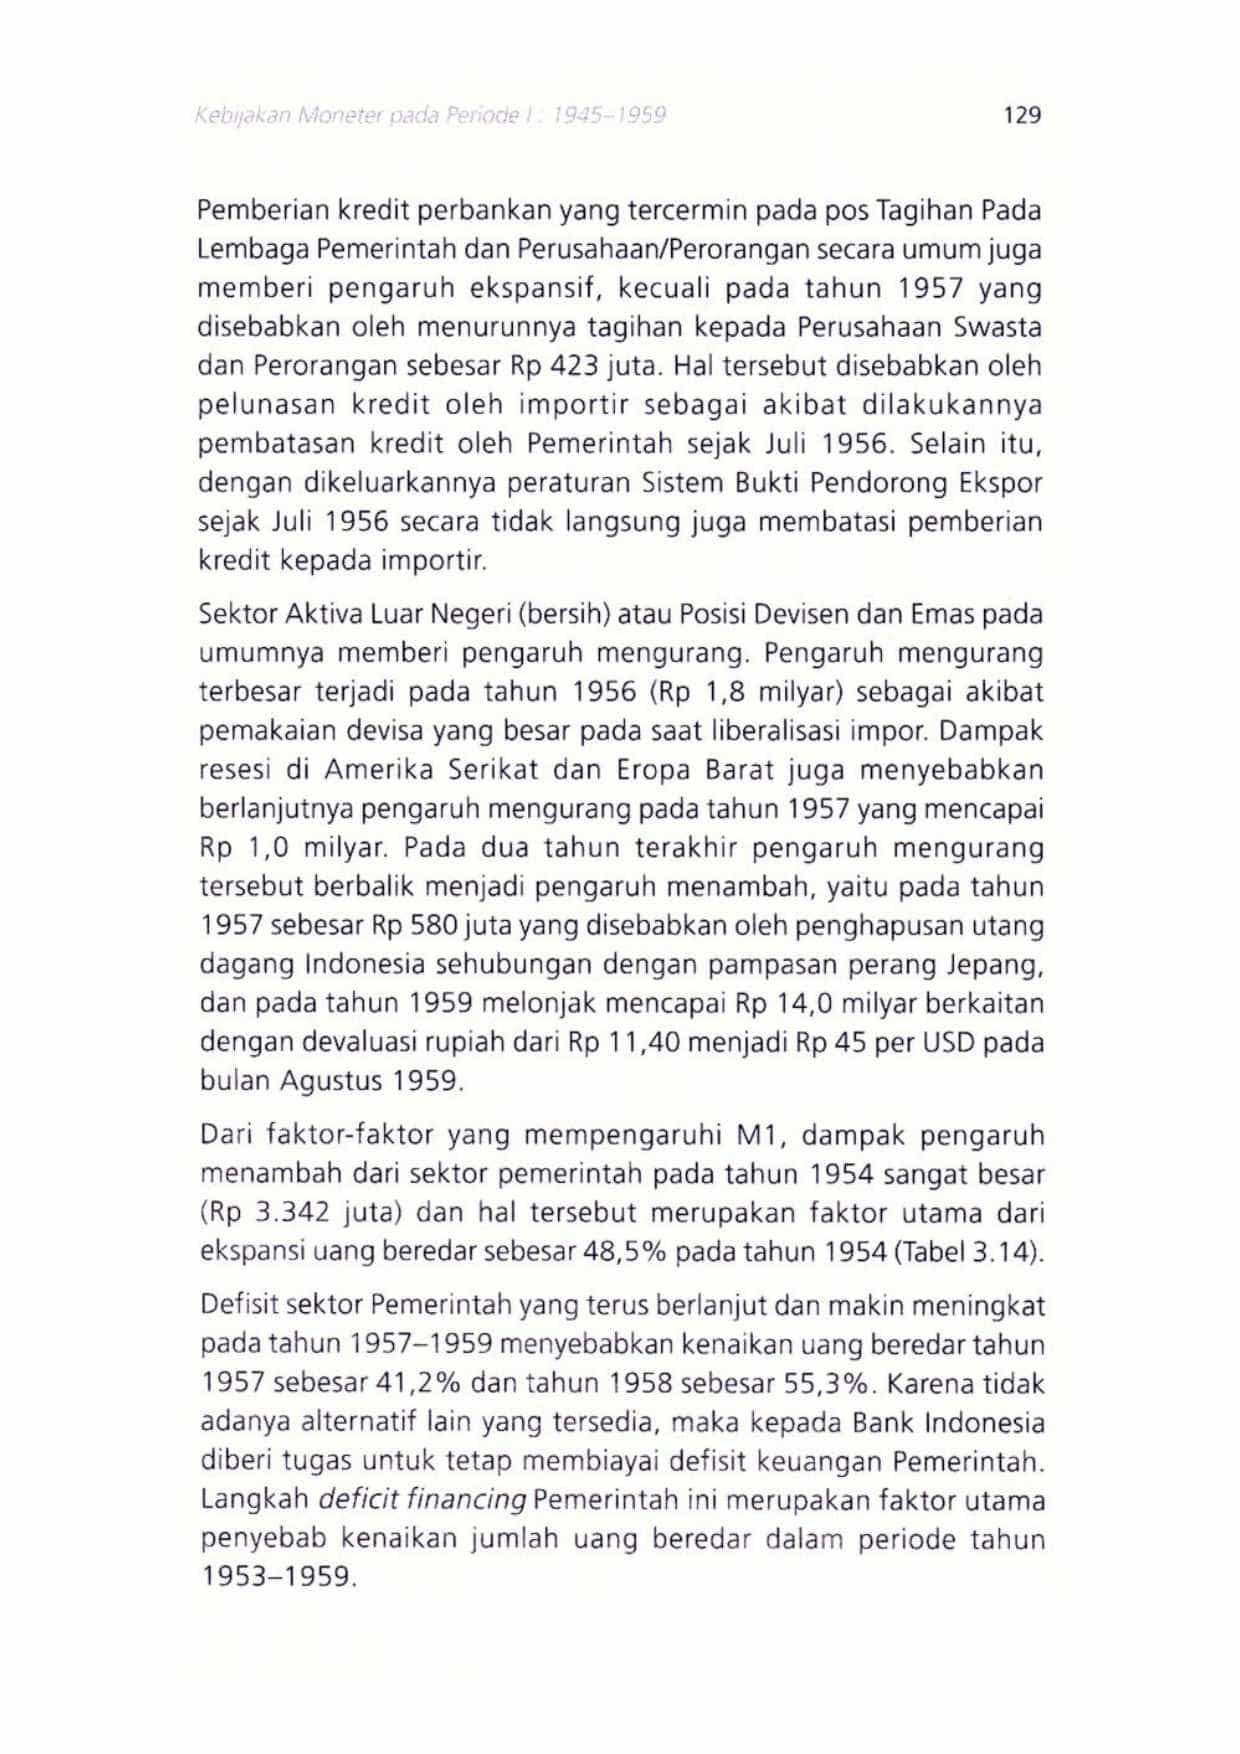 Kebijakan Moneter pada Periode I : 1945–1959
129
Pemberian kredit perbankan yang tercermin pada pos Tagihan Pada
Lembaga Pemerintah dan Perusahaan/Perorangan secara umum juga
memberi pengaruh ekspansif, kecuali pada tahun 1957 yang
disebabkan oleh menurunnya tagihan kepada Perusahaan Swasta
dan Perorangan sebesar Rp 423 juta. Hal tersebut disebabkan oleh
pelunasan kredit oleh importir sebagai akibat dilakukannya
pembatasan kredit oleh Pemerintah sejak Juli 1956. Selain itu,
dengan dikeluarkannya peraturan Sistem Bukti Pendorong Ekspor
sejak Juli 1956 secara tidak langsung juga membatasi pemberian
kredit kepada importir.
Sektor Aktiva Luar Negeri (bersih) atau Posisi Devisen dan Emas pada
umumnya memberi pengaruh mengurang. Pengaruh mengurang
terbesar terjadi pada tahun 1956 (Rp 1,8 milyar) sebagai akibat
pemakaian devisa yang besar pada saat liberalisasi impor. Dampak
resesi di Amerika Serikat dan Eropa Barat juga menyebabkan
berlanjutnya pengaruh mengurang pada tahun 1957 yang mencapai
Rp 1,0 milyar. Pada dua tahun terakhir pengaruh mengurang
tersebut berbalik menjadi pengaruh menambah, yaitu pada tahun
1957 sebesar Rp 580 juta yang disebabkan oleh penghapusan utang
dagang Indonesia sehubungan dengan pampasan perang Jepang,
dan pada tahun 1959 melonjak mencapai Rp 14,0 milyar berkaitan
dengan devaluasi rupiah dari Rp 11,40 menjadi Rp 45 per USD pada
bulan Agustus 1959.
Dari faktor-faktor yang mempengaruhi M1, dampak pengaruh
menambah dari sektor pemerintah pada tahun 1954 sangat besar
(Rp 3.342 juta) dan hal tersebut merupakan faktor utama dari
ekspansi uang beredar sebesar 48,5% pada tahun 1954 (Tabel 3.14).
Defisit sektor Pemerintah yang terus berlanjut dan makin meningkat
pada tahun 1957–1959 menyebabkan kenaikan uang beredar tahun
1957 sebesar 41,2% dan tahun 1958 sebesar 55,3%. Karena tidak
adanya alternatif lain yang tersedia, maka kepada Bank Indonesia
diberi tugas untuk tetap membiayai defisit keuangan Pemerintah.
Langkah deficit financing Pemerintah ini merupakan faktor utama
penyebab kenaikan jumlah uang beredar dalam periode tahun
1953–1959.